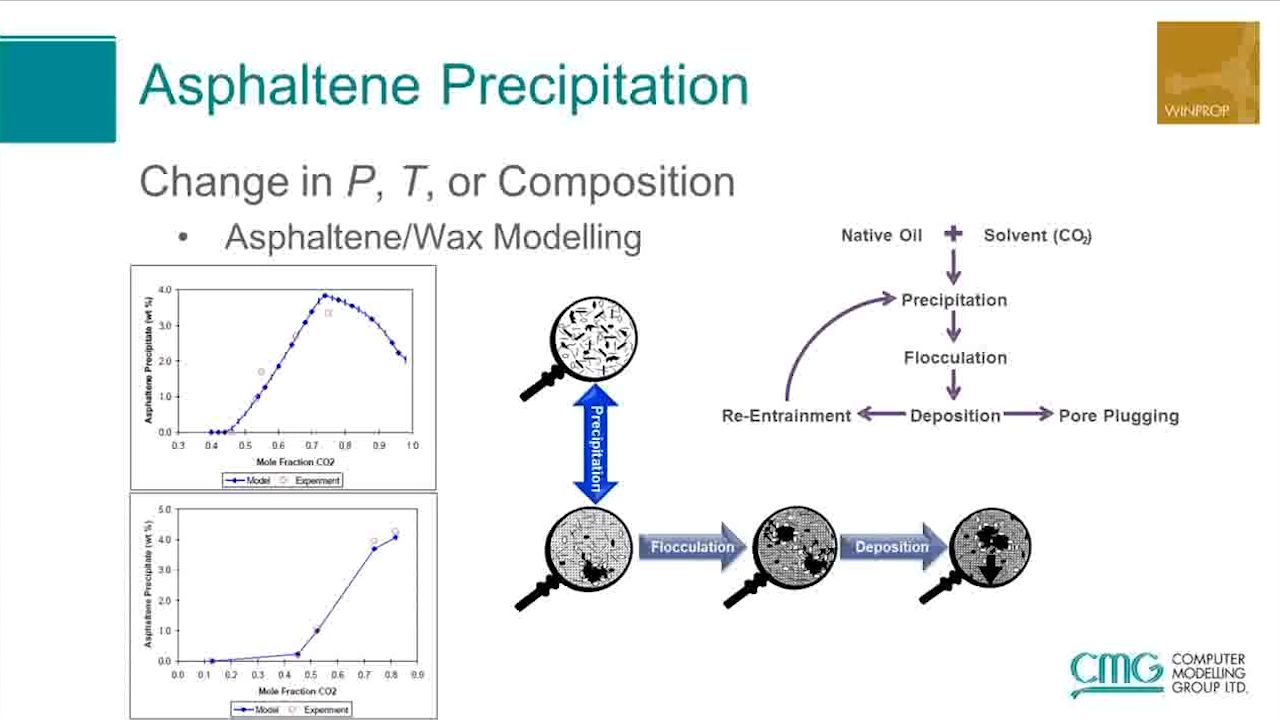 Asphaltene Precipitation
WINPROP
Change in P, T, or Composition
• Asphaltene/Wax Modelling
Asphaltene Precipitate (wt %)
4.0
3.0
2.0
1.0
0.0
0.3 0.4 0.5 0.6 0.7 0.8 0.9 1.0
Mole Fraction CO2
Model Experiment
Asphaltene Precipitate (wt %)
5.0
4.0
3.0
2.0
1.0
0.0
0.0 0.1 0.2 0.3 0.4 0.5 0.6 0.7 0.8 0.9
Mole Fraction CO2
Model Experiment
Precipitation
Flocculation
Deposition
Native Oil + Solvent (CO₂)
Precipitation
Flocculation
Re-Entrainment Deposition Pore Plugging
CMG COMPUTER
MODELLING
GROUP LTD.